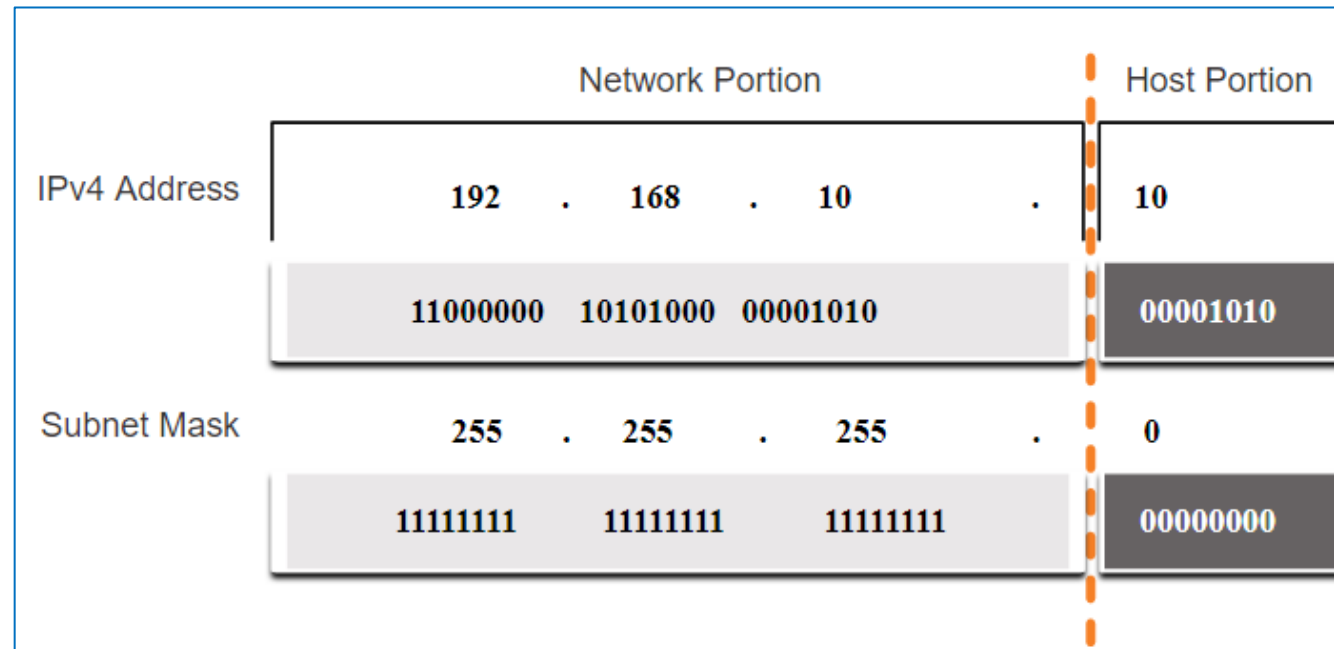 Network Portion Host Portion
IPv4 Address 192 . 168 . 10 . 10
11000000 10101000 00001010 00001010
Subnet Mask 255 . 255 . 255 . 0
11111111 11111111 11111111 00000000